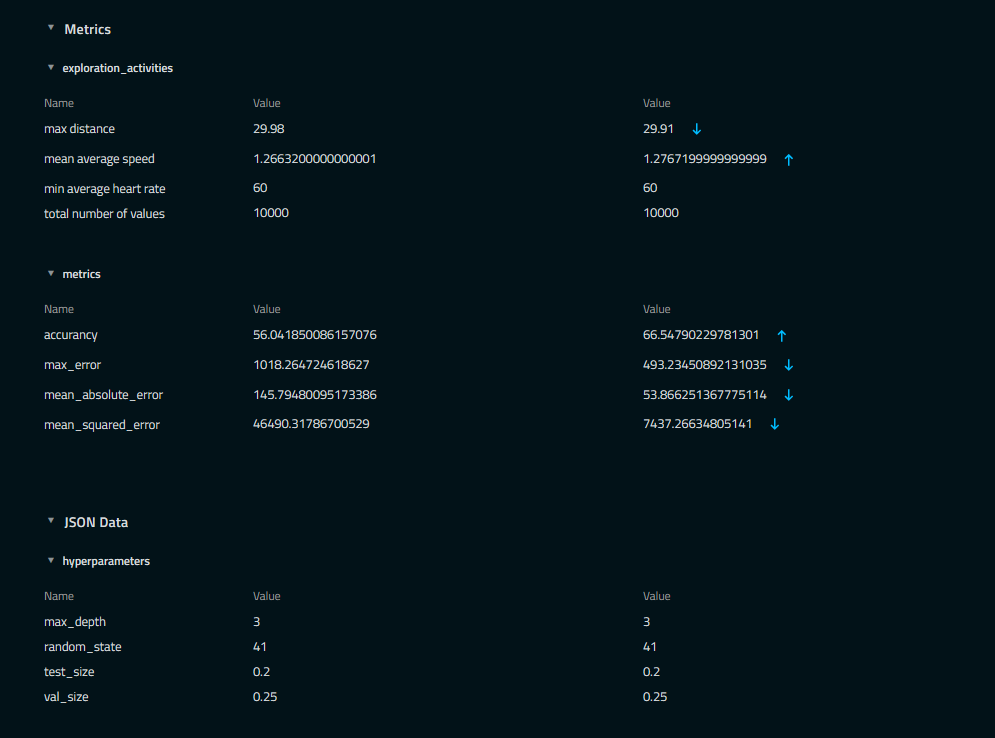 Metrics
exploration_activities
Name Value Value
max distance 29.98 29.91
mean average speed 1.2663200000000001 1.2767199999999999
min average heart rate 60 60
total number of values 10000 10000
metrics
Name Value Value
accurancy 56.041850086157076 66.54790229781301
max_error 1018.264724618627 493.23450892131035
mean_absolute_error 145.79480095173386 53.866251367775114
mean_squared_error 46490.31786700529 7437.26634805141
JSON Data
hyperparameters
Name Value Value
max_depth 3 3
random_state 41 41
test_size 0.2 0.2
val_size 0.25 0.25